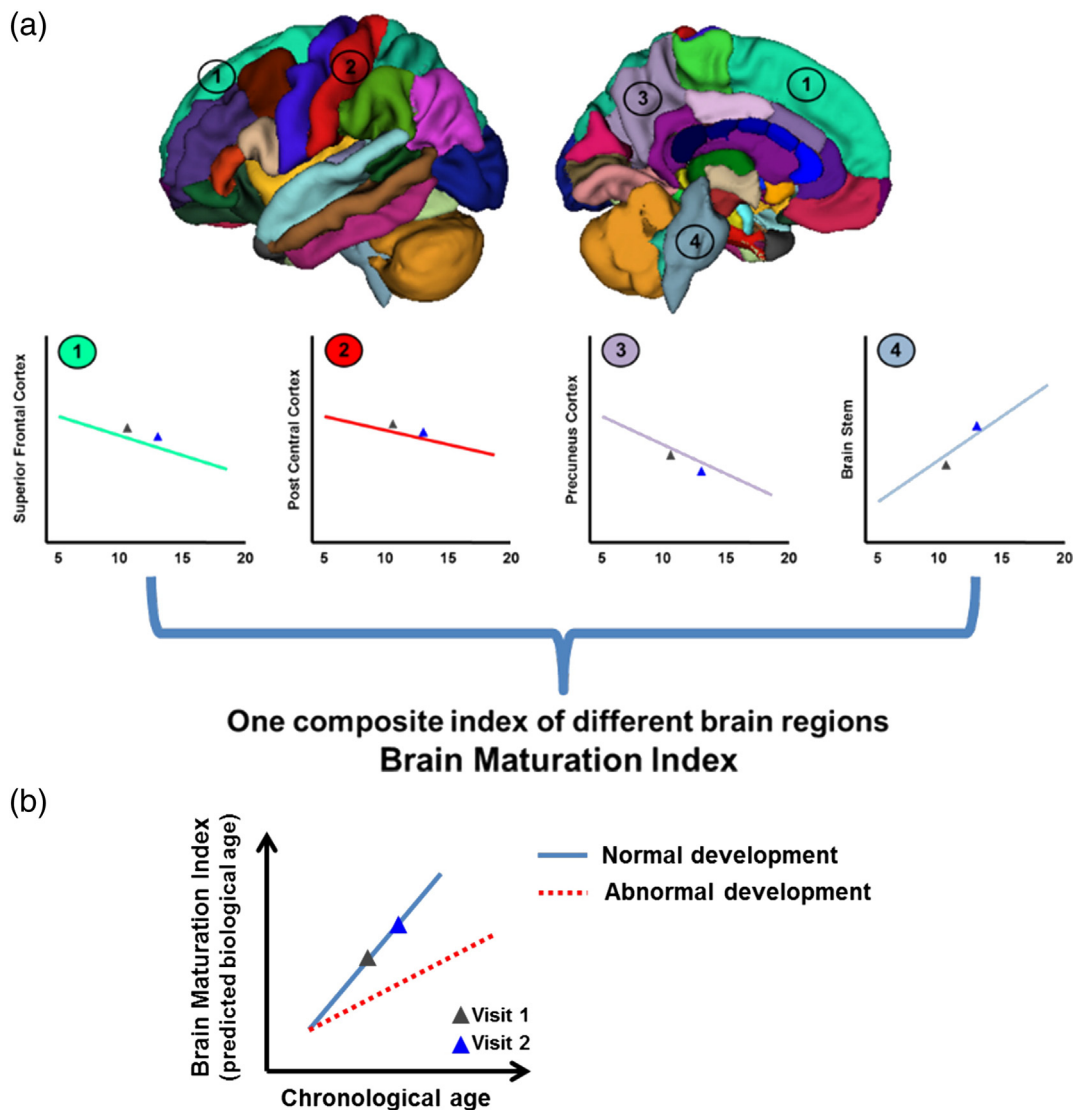 (a)
1
2
3
1
4
1
2
3
4
Superior Frontal Cortex
Post Central Cortex
Precuneus Cortex
Brain Stem
5 10 15 20
5 10 15 20
5 10 15 20
5 10 15 20
One composite index of different brain regions
Brain Maturation Index
(b)
Brain Maturation Index
(predicted biological age)
Normal development
Abnormal development
Visit 1
Visit 2
Chronological age